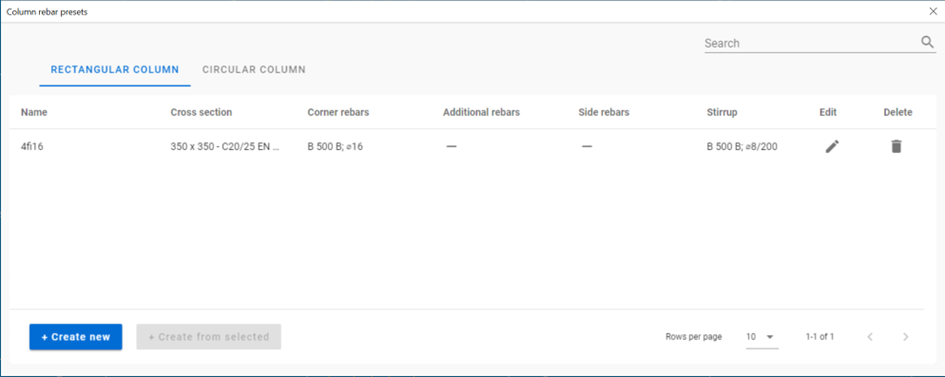 Column rebar presets
Search
RECTANGULAR COLUMN CIRCULAR COLUMN
Name Cross section Corner rebars Additional rebars Side rebars Stirrup Edit Delete
4fi16 350 x 350 - C20/25 EN ... B 500 B; ⌀16 — — B 500 B; ⌀8/200
+ Create new + Create from selected Rows per page 10 1-1 of 1